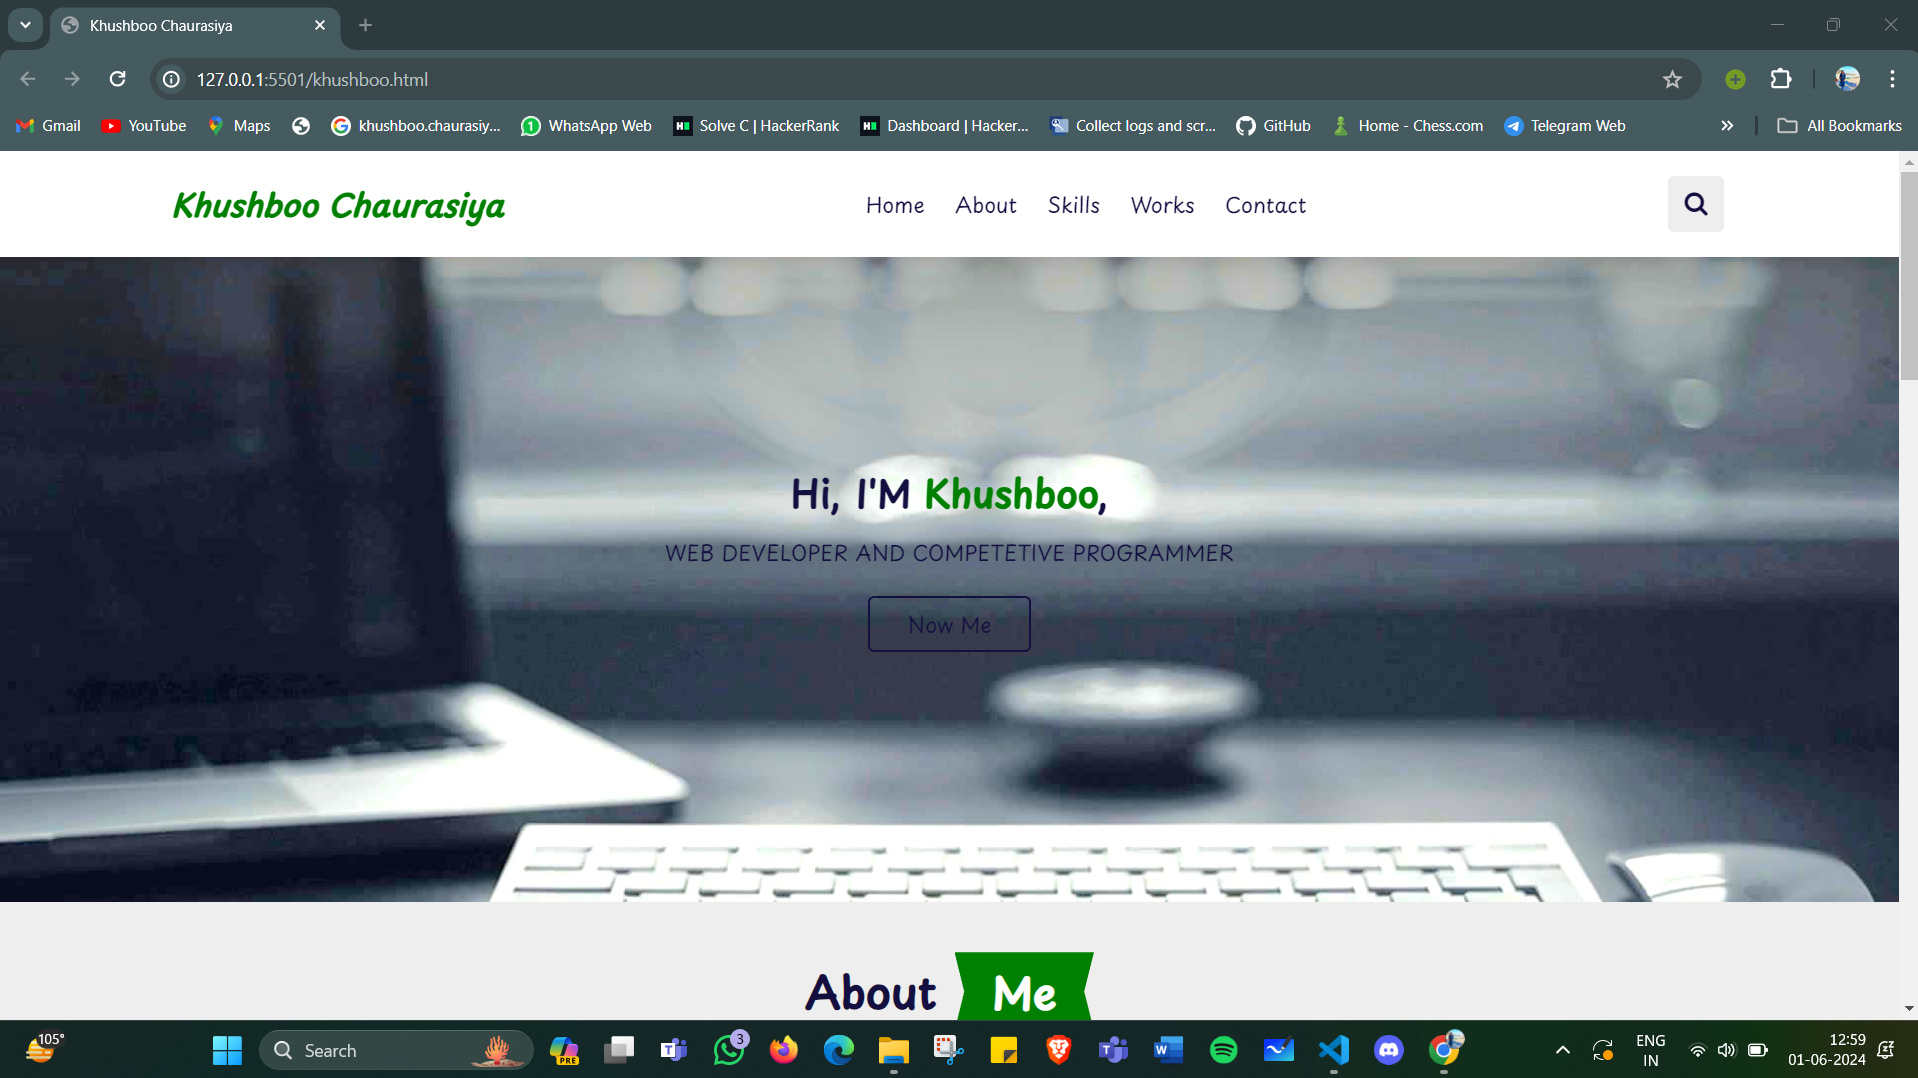 Khushboo Chaurasiya
127.0.0.1:5501/khushboo.html
Gmail YouTube Maps khushboo.chaurasiy... WhatsApp Web Solve C | HackerRank Dashboard | Hacker... Collect logs and scr... GitHub Home - Chess.com Telegram Web All Bookmarks
Khushboo Chaurasiya Home About Skills Works Contact
Hi, I'M Khushboo,
WEB DEVELOPER AND COMPETETIVE PROGRAMMER
Now Me
About Me
105° Search PRE 3 ENG 12:59
IN 01-06-2024